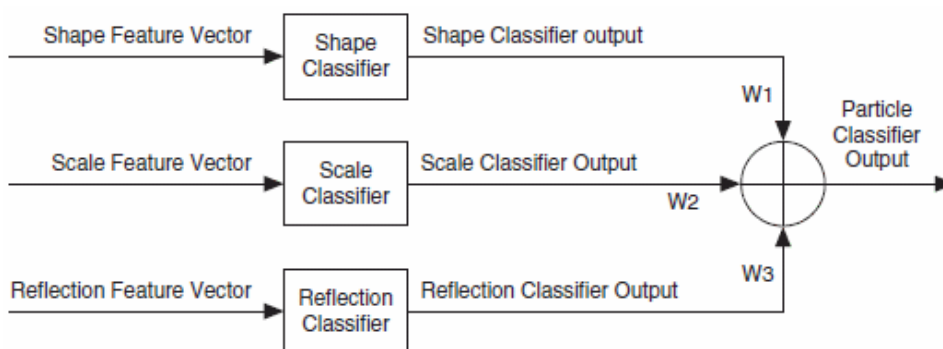 Shape Feature Vector
Shape
Classifier
Shape Classifier output
W1
Particle
Classifier
Output
Scale Feature Vector
Scale
Classifier
Scale Classifier Output
W2
W3
Reflection Feature Vector
Reflection
Classifier
Reflection Classifier Output